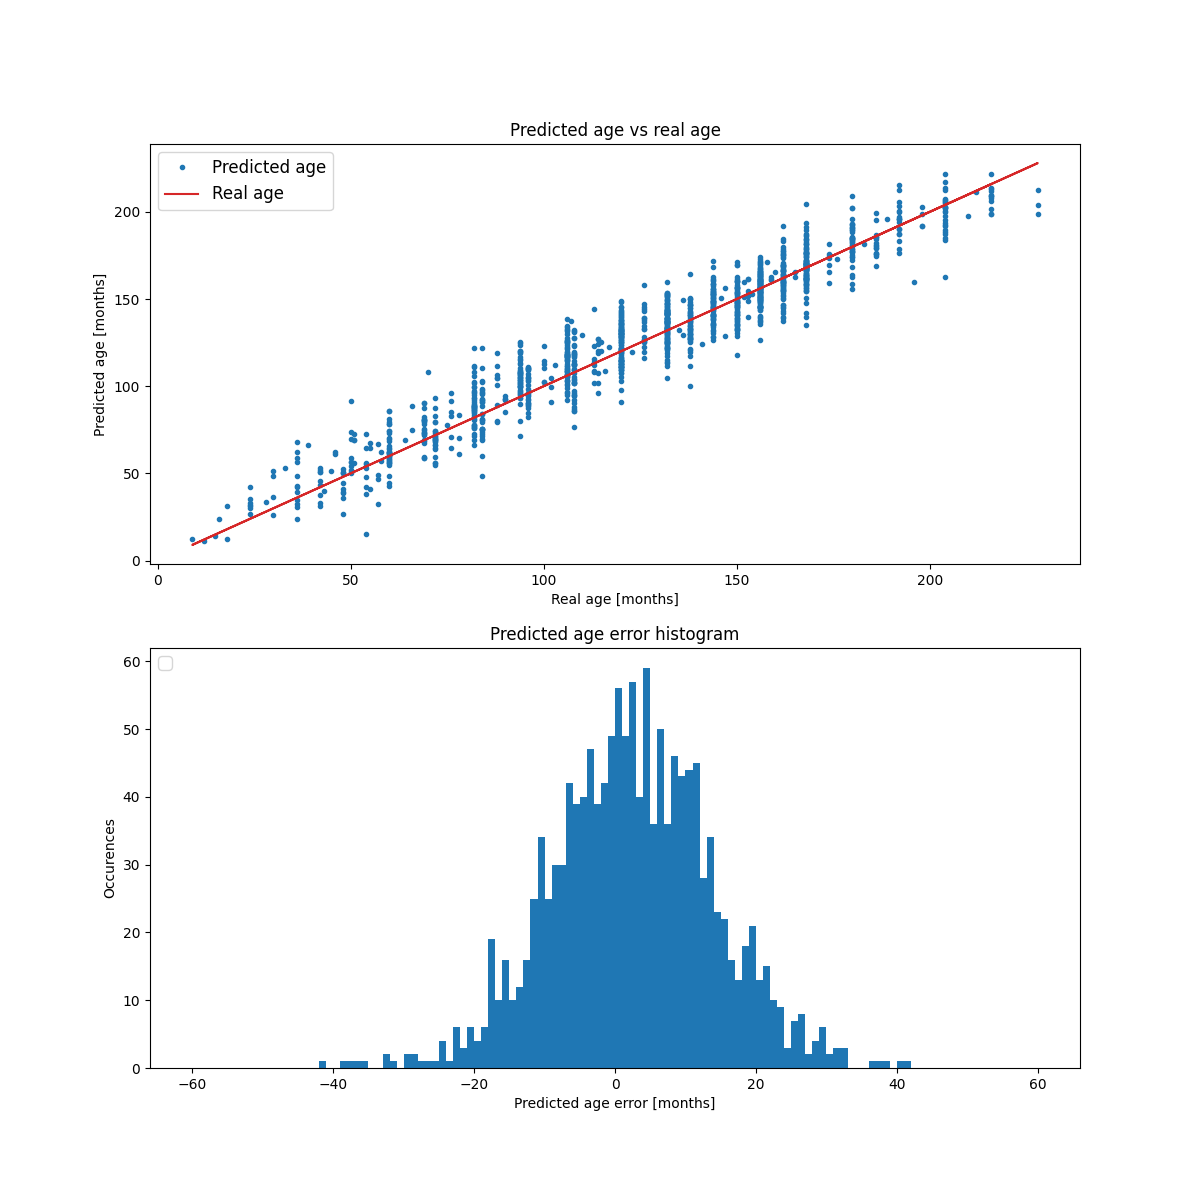 Predicted age vs real age
Predicted age
Real age
200
150
100
50
0
Predicted age [months]
0 50 100 150 200
Real age [months]
Predicted age error histogram
60
50
40
30
20
10
0
Occurences
−60 −40 −20 0 20 40 60
Predicted age error [months]